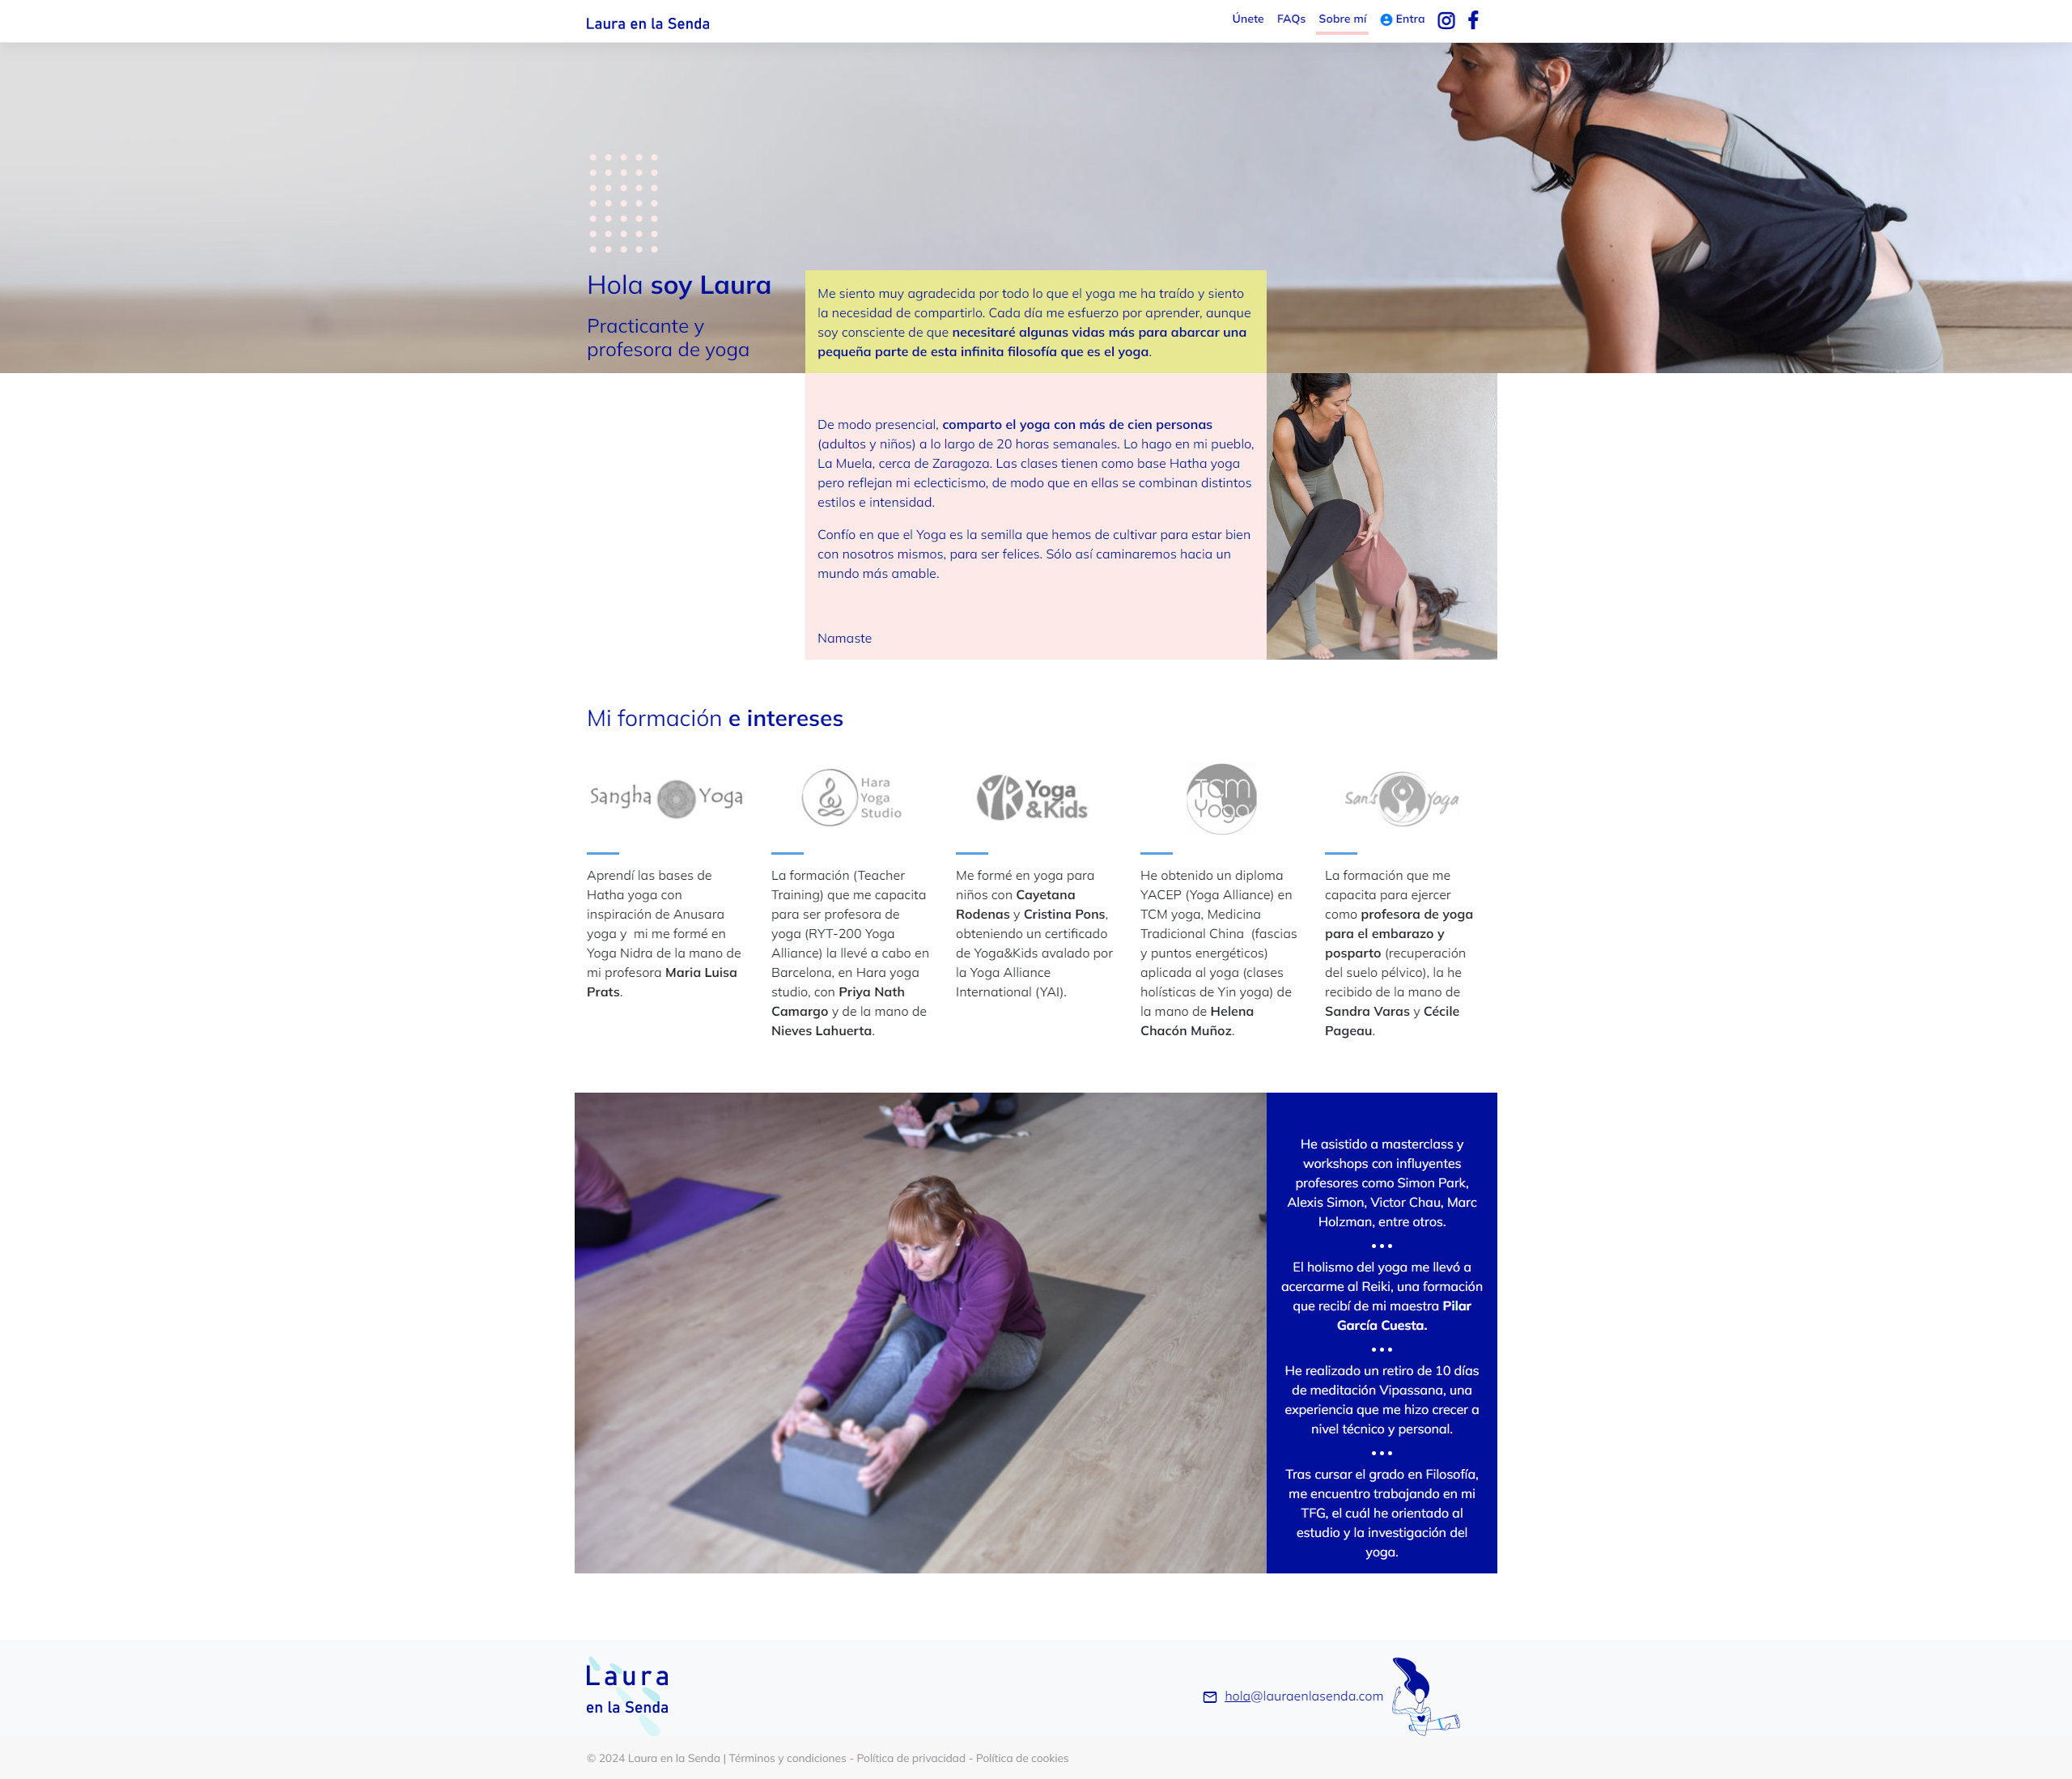 Laura en la Senda
Únete FAQs Sobre mí Entra
Hola soy Laura
Practicante y
profesora de yoga
Me siento muy agradecida por todo lo que el yoga me ha traído y siento
la necesidad de compartirlo. Cada día me esfuerzo por aprender, aunque
soy consciente de que necesitaré algunas vidas más para abarcar una
pequeña parte de esta infinita filosofía que es el yoga.
De modo presencial, comparto el yoga con más de cien personas
(adultos y niños) a lo largo de 20 horas semanales. Lo hago en mi pueblo,
La Muela, cerca de Zaragoza. Las clases tienen como base Hatha yoga
pero reflejan mi eclecticismo, de modo que en ellas se combinan distintos
estilos e intensidad.
Confío en que el Yoga es la semilla que hemos de cultivar para estar bien
con nosotros mismos, para ser felices. Sólo así caminaremos hacia un
mundo más amable.
Namaste
Mi formación e intereses
Sangha Yoga
Aprendí las bases de
Hatha yoga con
inspiración de Anusara
yoga y  mi me formé en
Yoga Nidra de la mano de
mi profesora Maria Luisa
Prats.
Hara
Yoga
Studio
La formación (Teacher
Training) que me capacita
para ser profesora de
yoga (RYT-200 Yoga
Alliance) la llevé a cabo en
Barcelona, en Hara yoga
studio, con Priya Nath
Camargo y de la mano de
Nieves Lahuerta.
Yoga
&Kids
Me formé en yoga para
niños con Cayetana
Rodenas y Cristina Pons,
obteniendo un certificado
de Yoga&Kids avalado por
la Yoga Alliance
International (YAI).
TCM
Yoga
He obtenido un diploma
YACEP (Yoga Alliance) en
TCM yoga, Medicina
Tradicional China  (fascias
y puntos energéticos)
aplicada al yoga (clases
holísticas de Yin yoga) de
la mano de Helena
Chacón Muñoz.
San's Yoga
La formación que me
capacita para ejercer
como profesora de yoga
para el embarazo y
posparto (recuperación
del suelo pélvico), la he
recibido de la mano de
Sandra Varas y Cécile
Pageau.
He asistido a masterclass y
workshops con influyentes
profesores como Simon Park,
Alexis Simon, Victor Chau, Marc
Holzman, entre otros.
El holismo del yoga me llevó a
acercarme al Reiki, una formación
que recibí de mi maestra Pilar
García Cuesta.
He realizado un retiro de 10 días
de meditación Vipassana, una
experiencia que me hizo crecer a
nivel técnico y personal.
Tras cursar el grado en Filosofía,
me encuentro trabajando en mi
TFG, el cuál he orientado al
estudio y la investigación del
yoga.
Laura
en la Senda
hola@lauraenlasenda.com
© 2024 Laura en la Senda | Términos y condiciones - Política de privacidad - Política de cookies